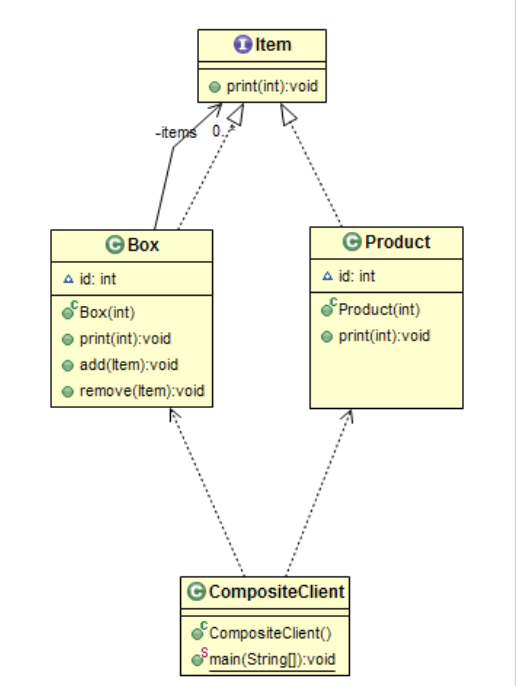 Item
print(int):void
-items 0..*
Box
id: int
Box(int)
print(int):void
add(Item):void
remove(Item):void
Product
id: int
Product(int)
print(int):void
CompositeClient
CompositeClient()
main(String[]):void